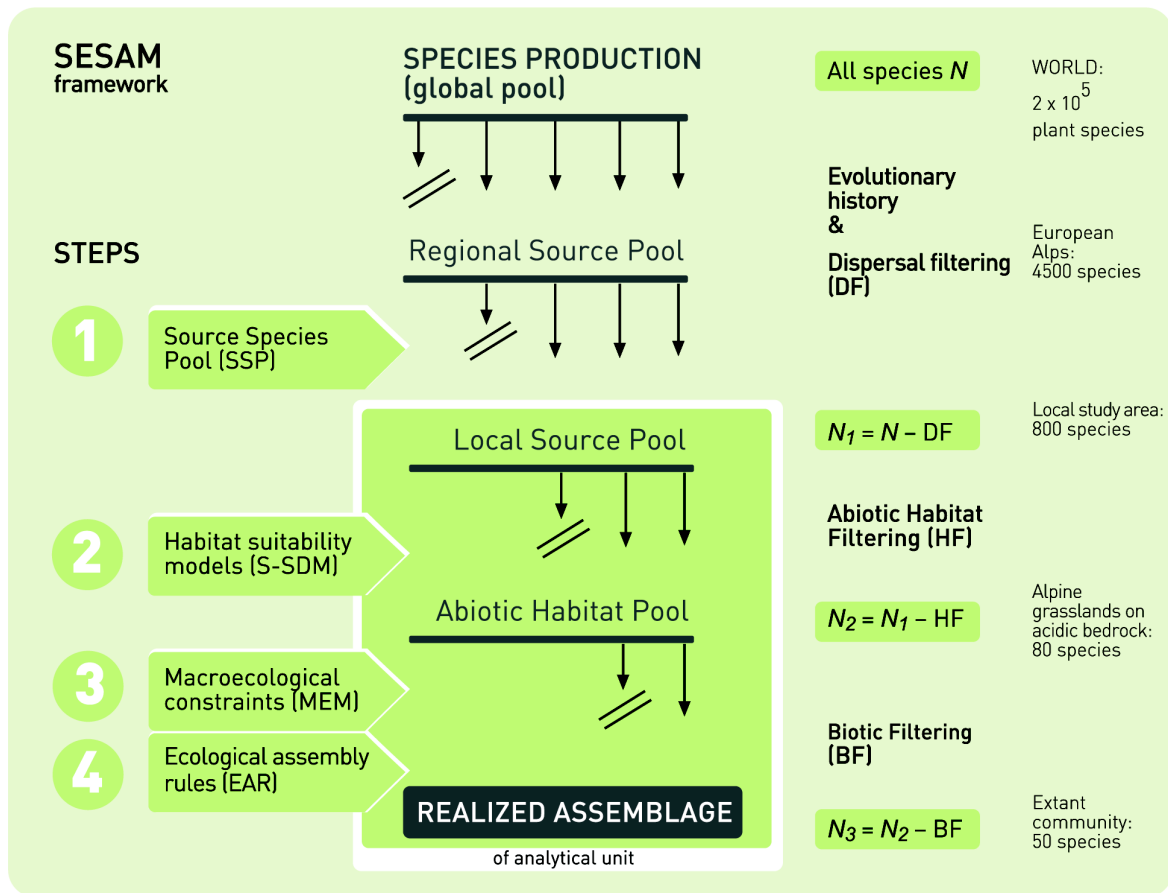 SESAM
framework
SPECIES PRODUCTION
(global pool)
All species N
WORLD:
2 x 10^5
plant species
Evolutionary
history
&
Dispersal filtering
(DF)
STEPS
Regional Source Pool
European
Alps:
4500 species
1
Source Species
Pool (SSP)
Local Source Pool
N1 = N – DF
Local study area:
800 species
2
Habitat suitability
models (S-SDM)
Abiotic Habitat
Filtering (HF)
Abiotic Habitat Pool
N2 = N1 – HF
Alpine
grasslands on
acidic bedrock:
80 species
3
Macroecological
constraints (MEM)
4
Ecological assembly
rules (EAR)
Biotic Filtering
(BF)
REALIZED ASSEMBLAGE
of analytical unit
N3 = N2 – BF
Extant
community:
50 species